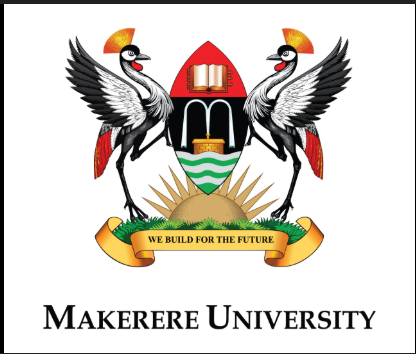 WE BUILD FOR THE FUTURE
MAKERERE UNIVERSITY